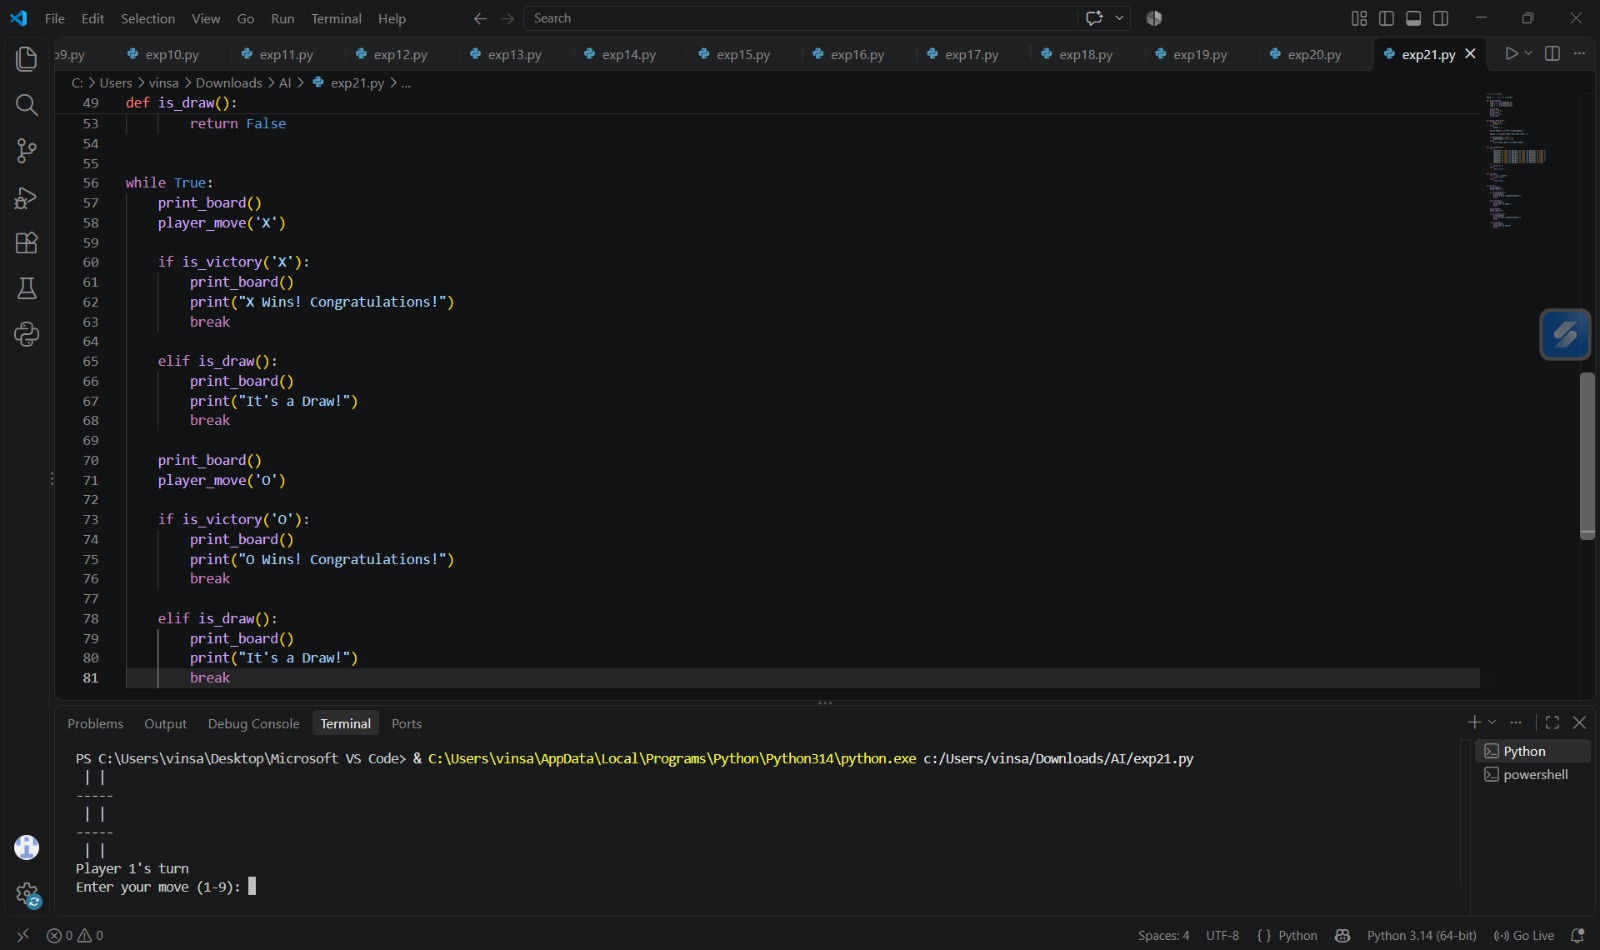 File Edit Selection View Go Run Terminal Help
Search
p9.py exp10.py exp11.py exp12.py exp13.py exp14.py exp15.py exp16.py exp17.py exp18.py exp19.py exp20.py exp21.py
C: > Users > vinsa > Downloads > AI > exp21.py > ...
49 def is_draw():
53 return False
54
55
56 while True:
57 print_board()
58 player_move('X')
59
60 if is_victory('X'):
61 print_board()
62 print("X Wins! Congratulations!")
63 break
64
65 elif is_draw():
66 print_board()
67 print("It's a Draw!")
68 break
69
70 print_board()
71 player_move('O')
72
73 if is_victory('O'):
74 print_board()
75 print("O Wins! Congratulations!")
76 break
77
78 elif is_draw():
79 print_board()
80 print("It's a Draw!")
81 break
Problems Output Debug Console Terminal Ports
PS C:\Users\vinsa\Desktop\Microsoft VS Code> & C:\Users\vinsa\AppData\Local\Programs\Python\Python314\python.exe c:/Users/vinsa/Downloads/AI/exp21.py
| |
-----
| |
-----
| |
Player 1's turn
Enter your move (1-9):
Python
powershell
0 0
Spaces: 4 UTF-8 { } Python Python 3.14 (64-bit) Go Live